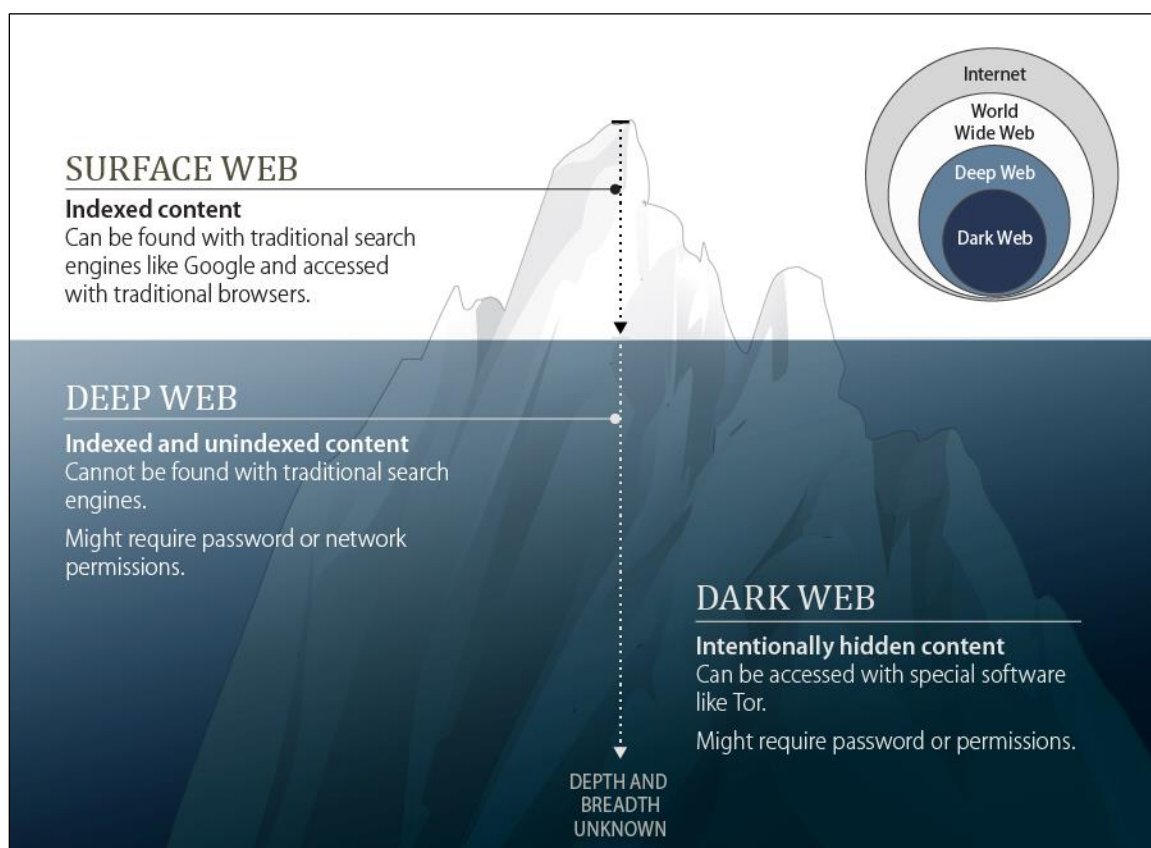 Internet
World
Wide Web
Deep Web
Dark Web
SURFACE WEB
Indexed content
Can be found with traditional search
engines like Google and accessed
with traditional browsers.
DEEP WEB
Indexed and unindexed content
Cannot be found with traditional search
engines.
Might require password or network
permissions.
DARK WEB
Intentionally hidden content
Can be accessed with special software
like Tor.
Might require password or permissions.
DEPTH AND
BREADTH
UNKNOWN